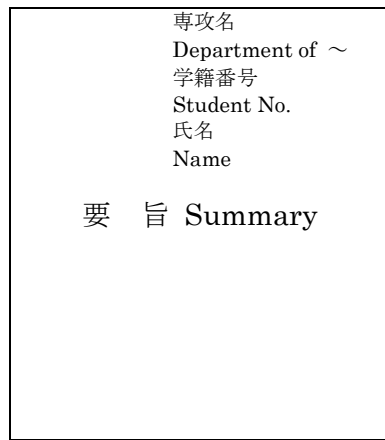 専攻名
Department of ～
学籍番号
Student No.
氏名
Name
要　旨 Summary